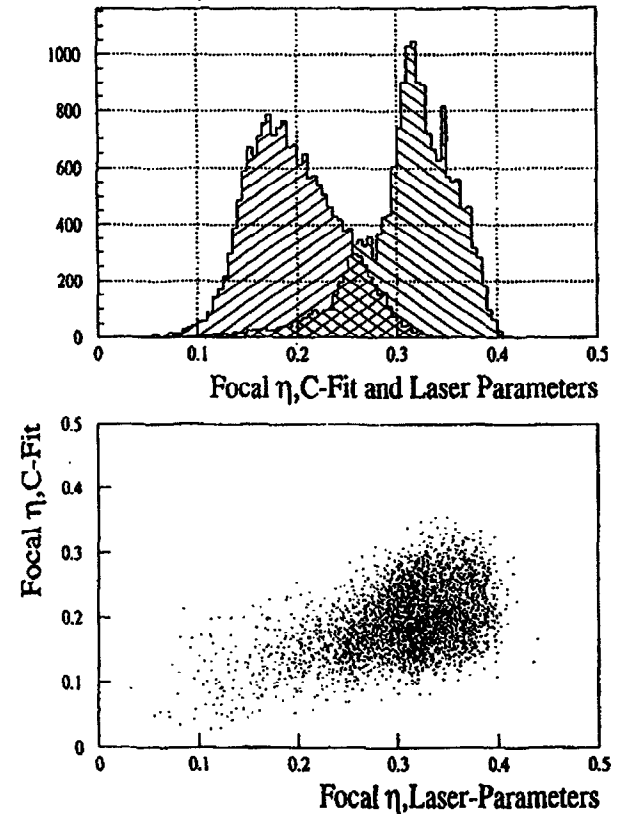 1000
800
600
400
200
0
0 0.1 0.2 0.3 0.4 0.5
Focal η,C-Fit and Laser Parameters
Focal η,C-Fit
0.5
0.4
0.3
0.2
0.1
0
0 0.1 0.2 0.3 0.4 0.5
Focal η,Laser-Parameters